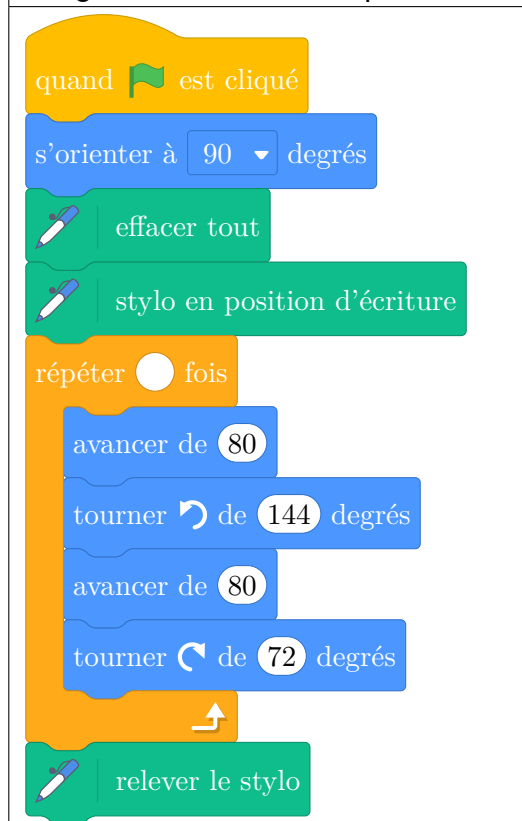 quand est cliqué
s'orienter à 90 degrés
effacer tout
stylo en position d'écriture
répéter fois
avancer de 80
tourner de 144 degrés
avancer de 80
tourner de 72 degrés
relever le stylo